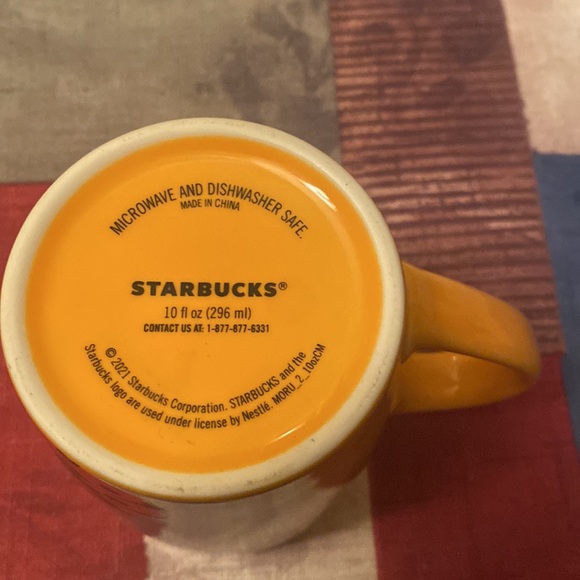 MICROWAVE AND DISHWASHER SAFE.
MADE IN CHINA
STARBUCKS®
10 fl oz (296 ml)
CONTACT US AT: 1-877-877-6331
© 2021 Starbucks Corporation. STARBUCKS and the
Starbucks logo are used under license by Nestlé. MORU_2_10ozCM